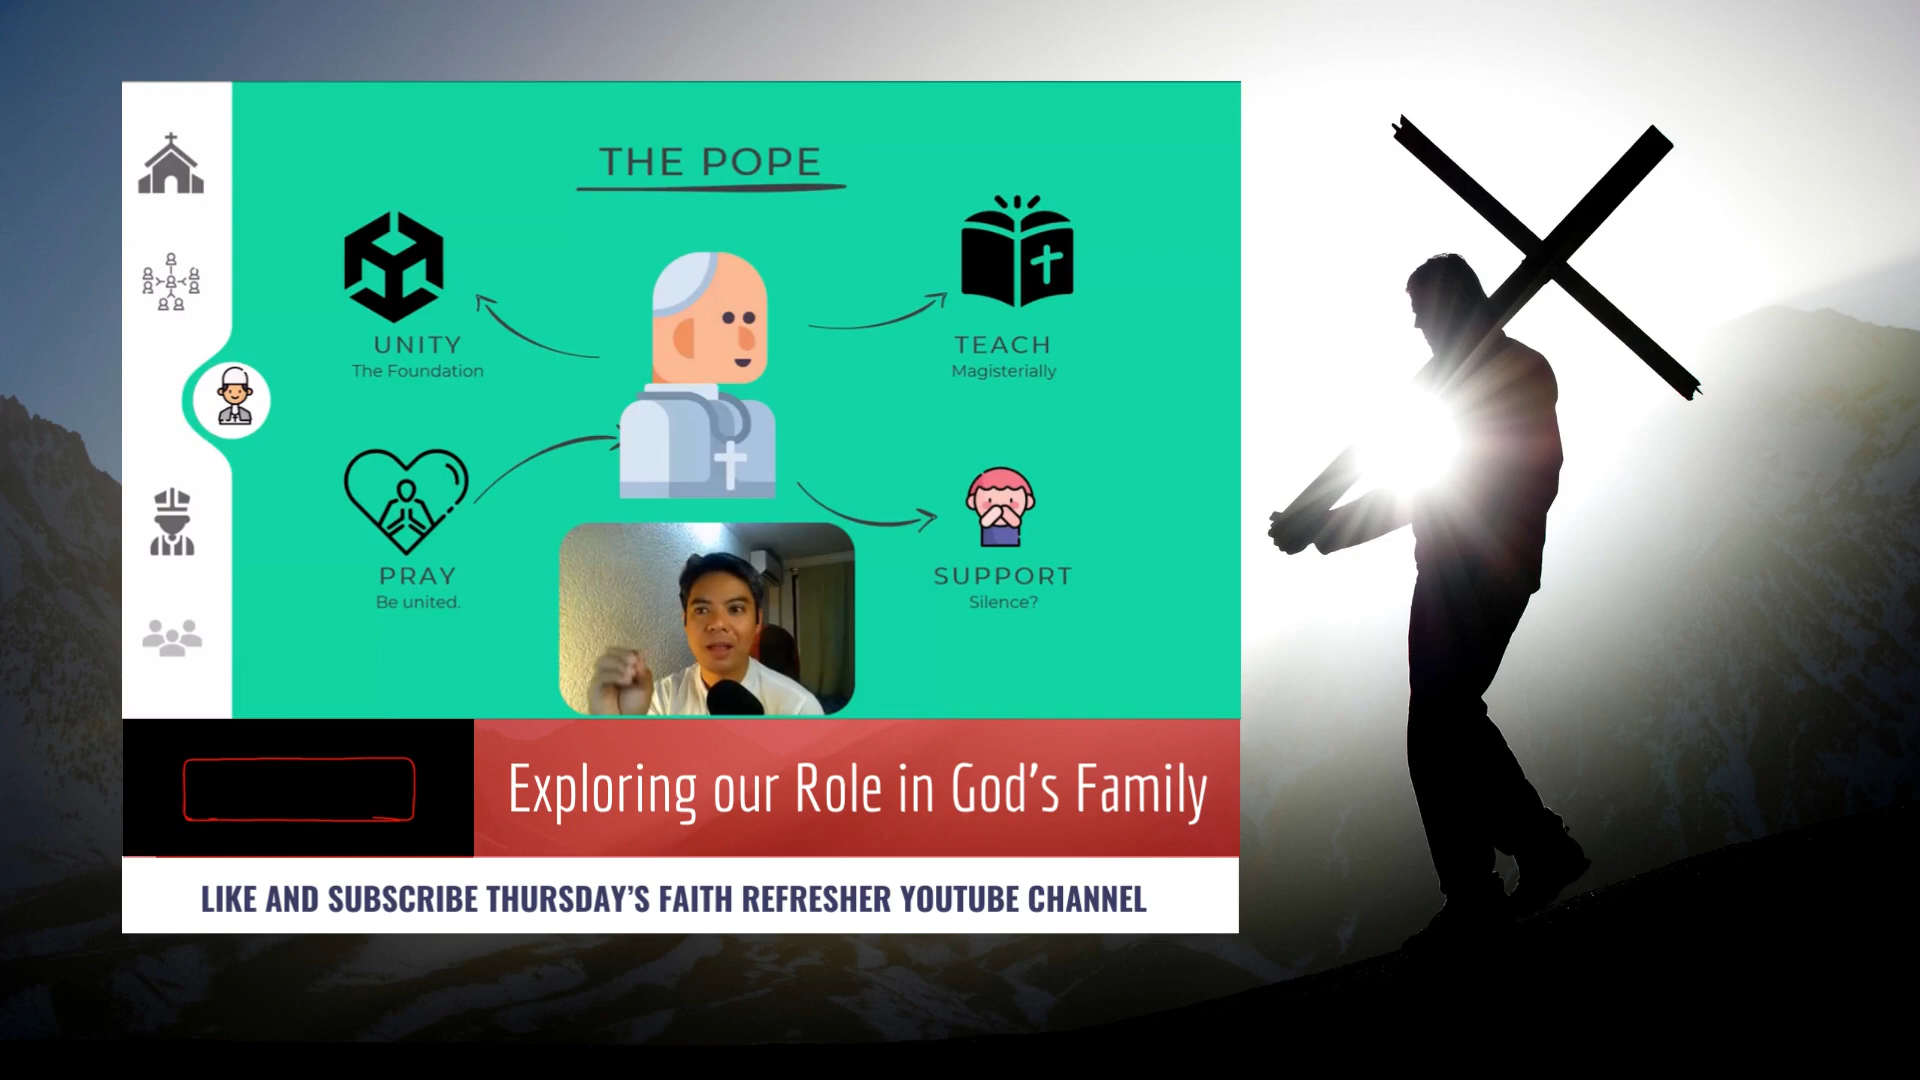 THE POPE
UNITY
The Foundation
TEACH
Magisterially
PRAY
Be united.
SUPPORT
Silence?
Exploring our Role in God's Family
LIKE AND SUBSCRIBE THURSDAY'S FAITH REFRESHER YOUTUBE CHANNEL